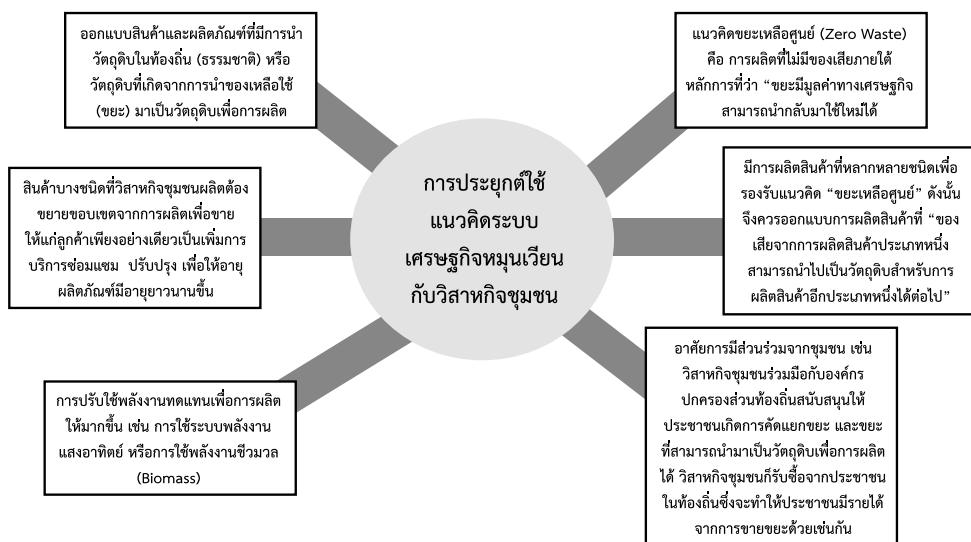 ออกแบบสินค้าและผลิตภัณฑ์ที่มีการนำ
วัตถุดิบในท้องถิ่น (ธรรมชาติ) หรือ
วัตถุดิบที่เกิดจากการนำของเหลือใช้
(ขยะ) มาเป็นวัตถุดิบเพื่อการผลิต
แนวคิดขยะเหลือศูนย์ (Zero Waste)
คือ การผลิตที่ไม่มีของเสียภายใต้
หลักการที่ว่า “ขยะมีมูลค่าทางเศรษฐกิจ
สามารถนำกลับมาใช้ใหม่ได้
สินค้าบางชนิดที่วิสาหกิจชุมชนผลิตต้อง
ขยายขอบเขตจากการผลิตเพื่อขาย
ให้แก่ลูกค้าเพียงอย่างเดียวเป็นเพิ่มการ
บริการซ่อมแซม ปรับปรุง เพื่อให้อายุ
ผลิตภัณฑ์มีอายุยาวนานขึ้น
การประยุกต์ใช้
แนวคิดระบบ
เศรษฐกิจหมุนเวียน
กับวิสาหกิจชุมชน
มีการผลิตสินค้าที่หลากหลายชนิดเพื่อ
รองรับแนวคิด “ขยะเหลือศูนย์” ดังนั้น
จึงควรออกแบบการผลิตสินค้าที่ “ของ
เสียจากการผลิตสินค้าประเภทหนึ่ง
สามารถนำไปเป็นวัตถุดิบสำหรับการ
ผลิตสินค้าอีกประเภทหนึ่งได้ต่อไป”
การปรับใช้พลังงานทดแทนเพื่อการผลิต
ให้มากขึ้น เช่น การใช้ระบบพลังงาน
แสงอาทิตย์ หรือการใช้พลังงานชีวมวล
(Biomass)
อาศัยการมีส่วนร่วมจากชุมชน เช่น
วิสาหกิจชุมชนร่วมมือกับองค์กร
ปกครองส่วนท้องถิ่นสนับสนุนให้
ประชาชนเกิดการคัดแยกขยะ และขยะ
ที่สามารถนำมาเป็นวัตถุดิบเพื่อการผลิต
ได้ วิสาหกิจชุมชนก็รับซื้อจากประชาชน
ในท้องถิ่นซึ่งจะทำให้ประชาชนมีรายได้
จากการขายขยะด้วยเช่นกัน